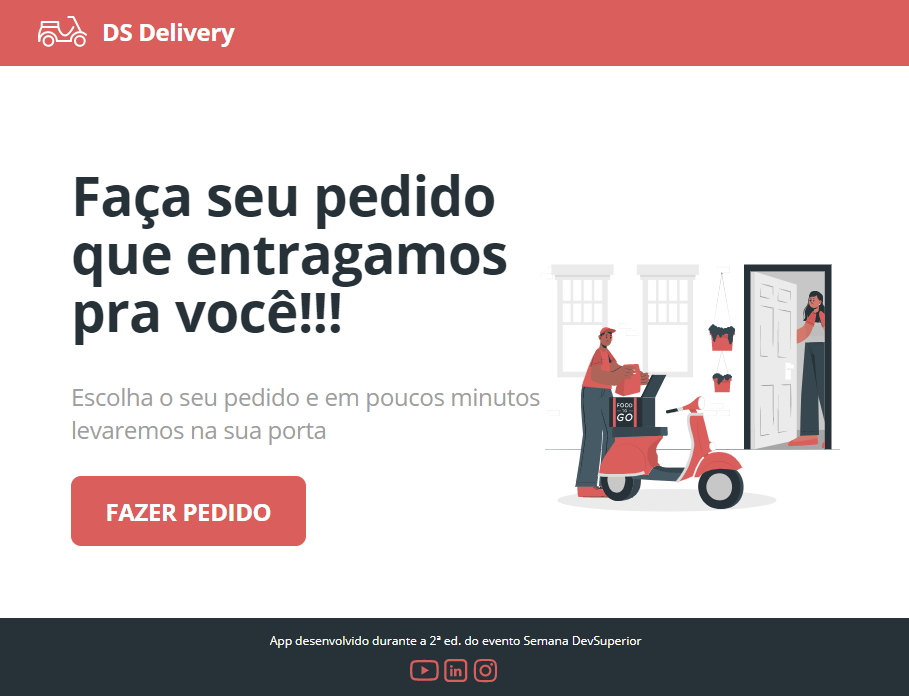 DS Delivery
Faça seu pedido
que entragamos
pra você!!!
Escolha o seu pedido e em poucos minutos
levaremos na sua porta
FOOD
TO
GO
FAZER PEDIDO
App desenvolvido durante a 2ª ed. do evento Semana DevSuperior
in